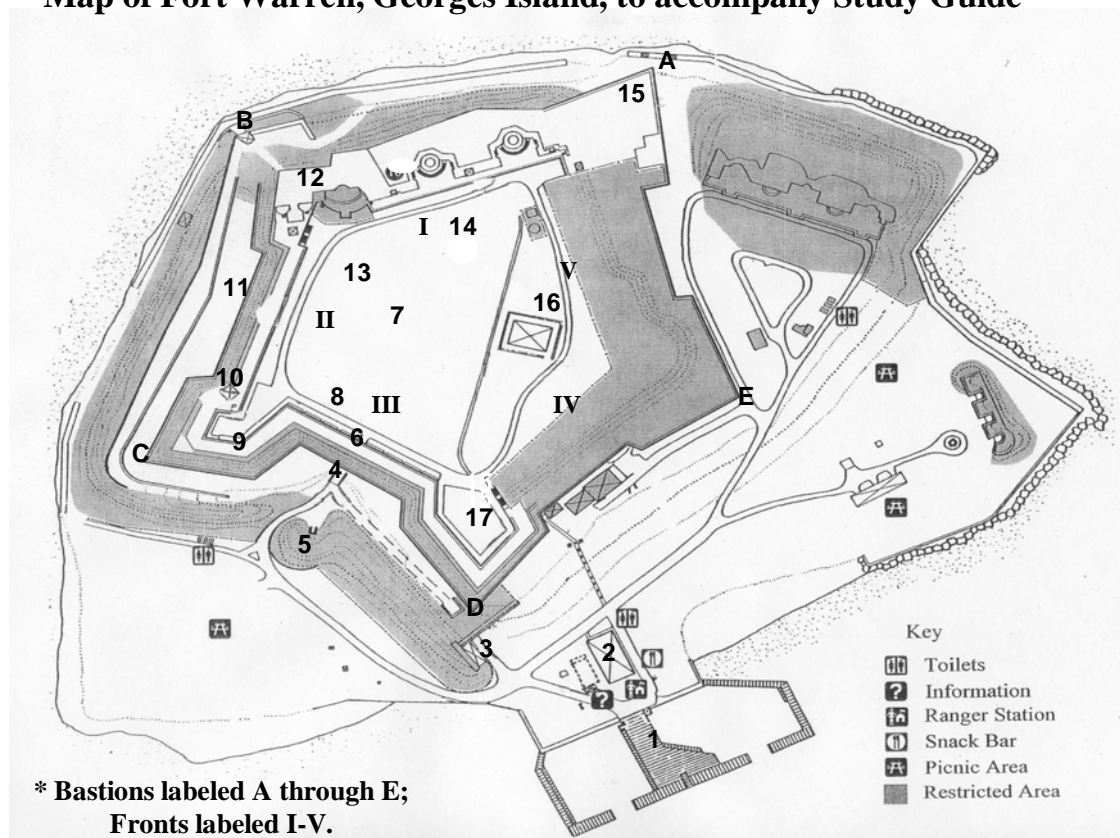 Map of Fort Warren, Georges Island, to accompany Study Guide
A
15
B
12
I
14
13
V
11
16
II
7
10
8
III
IV
E
9
6
C
4
17
5
D
3
2
1
Key
Toilets
? Information
Ranger Station
Snack Bar
Picnic Area
Restricted Area
?
* Bastions labeled A through E;
Fronts labeled I-V.